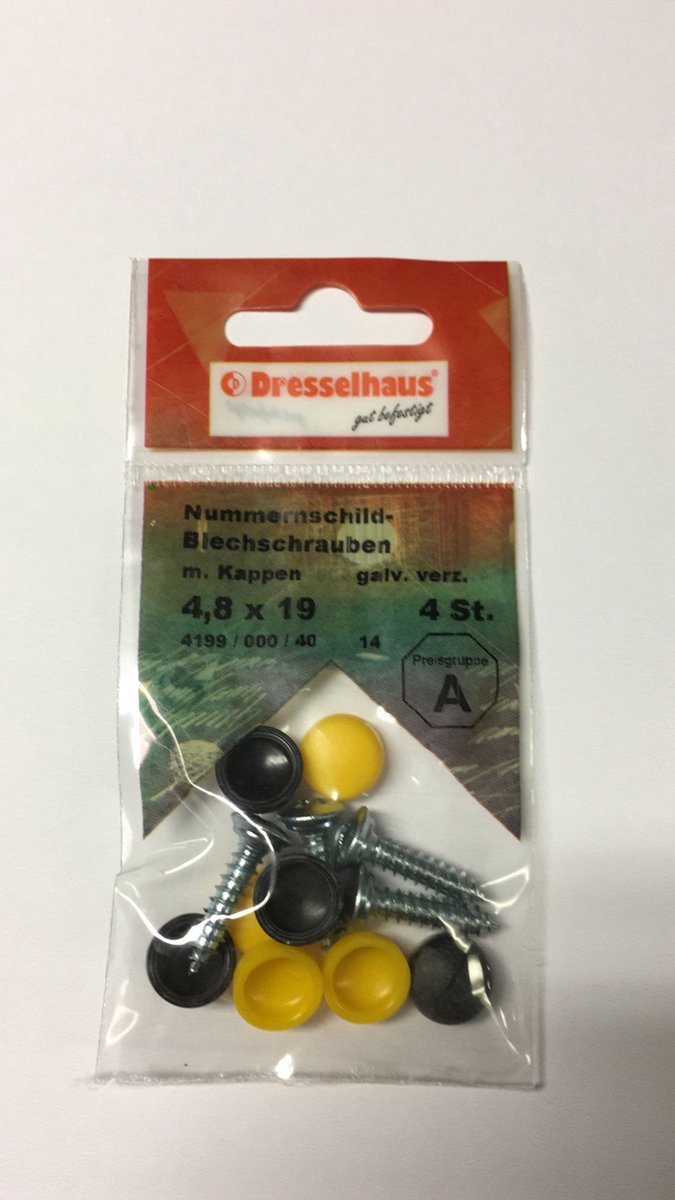 Dresselhaus®
gut befestigt
Nummernschild-
Blechschrauben
m. Kappen galv. verz.
4,8 x 19 4 St.
4199 / 000 / 40 14
Preisgruppe
A